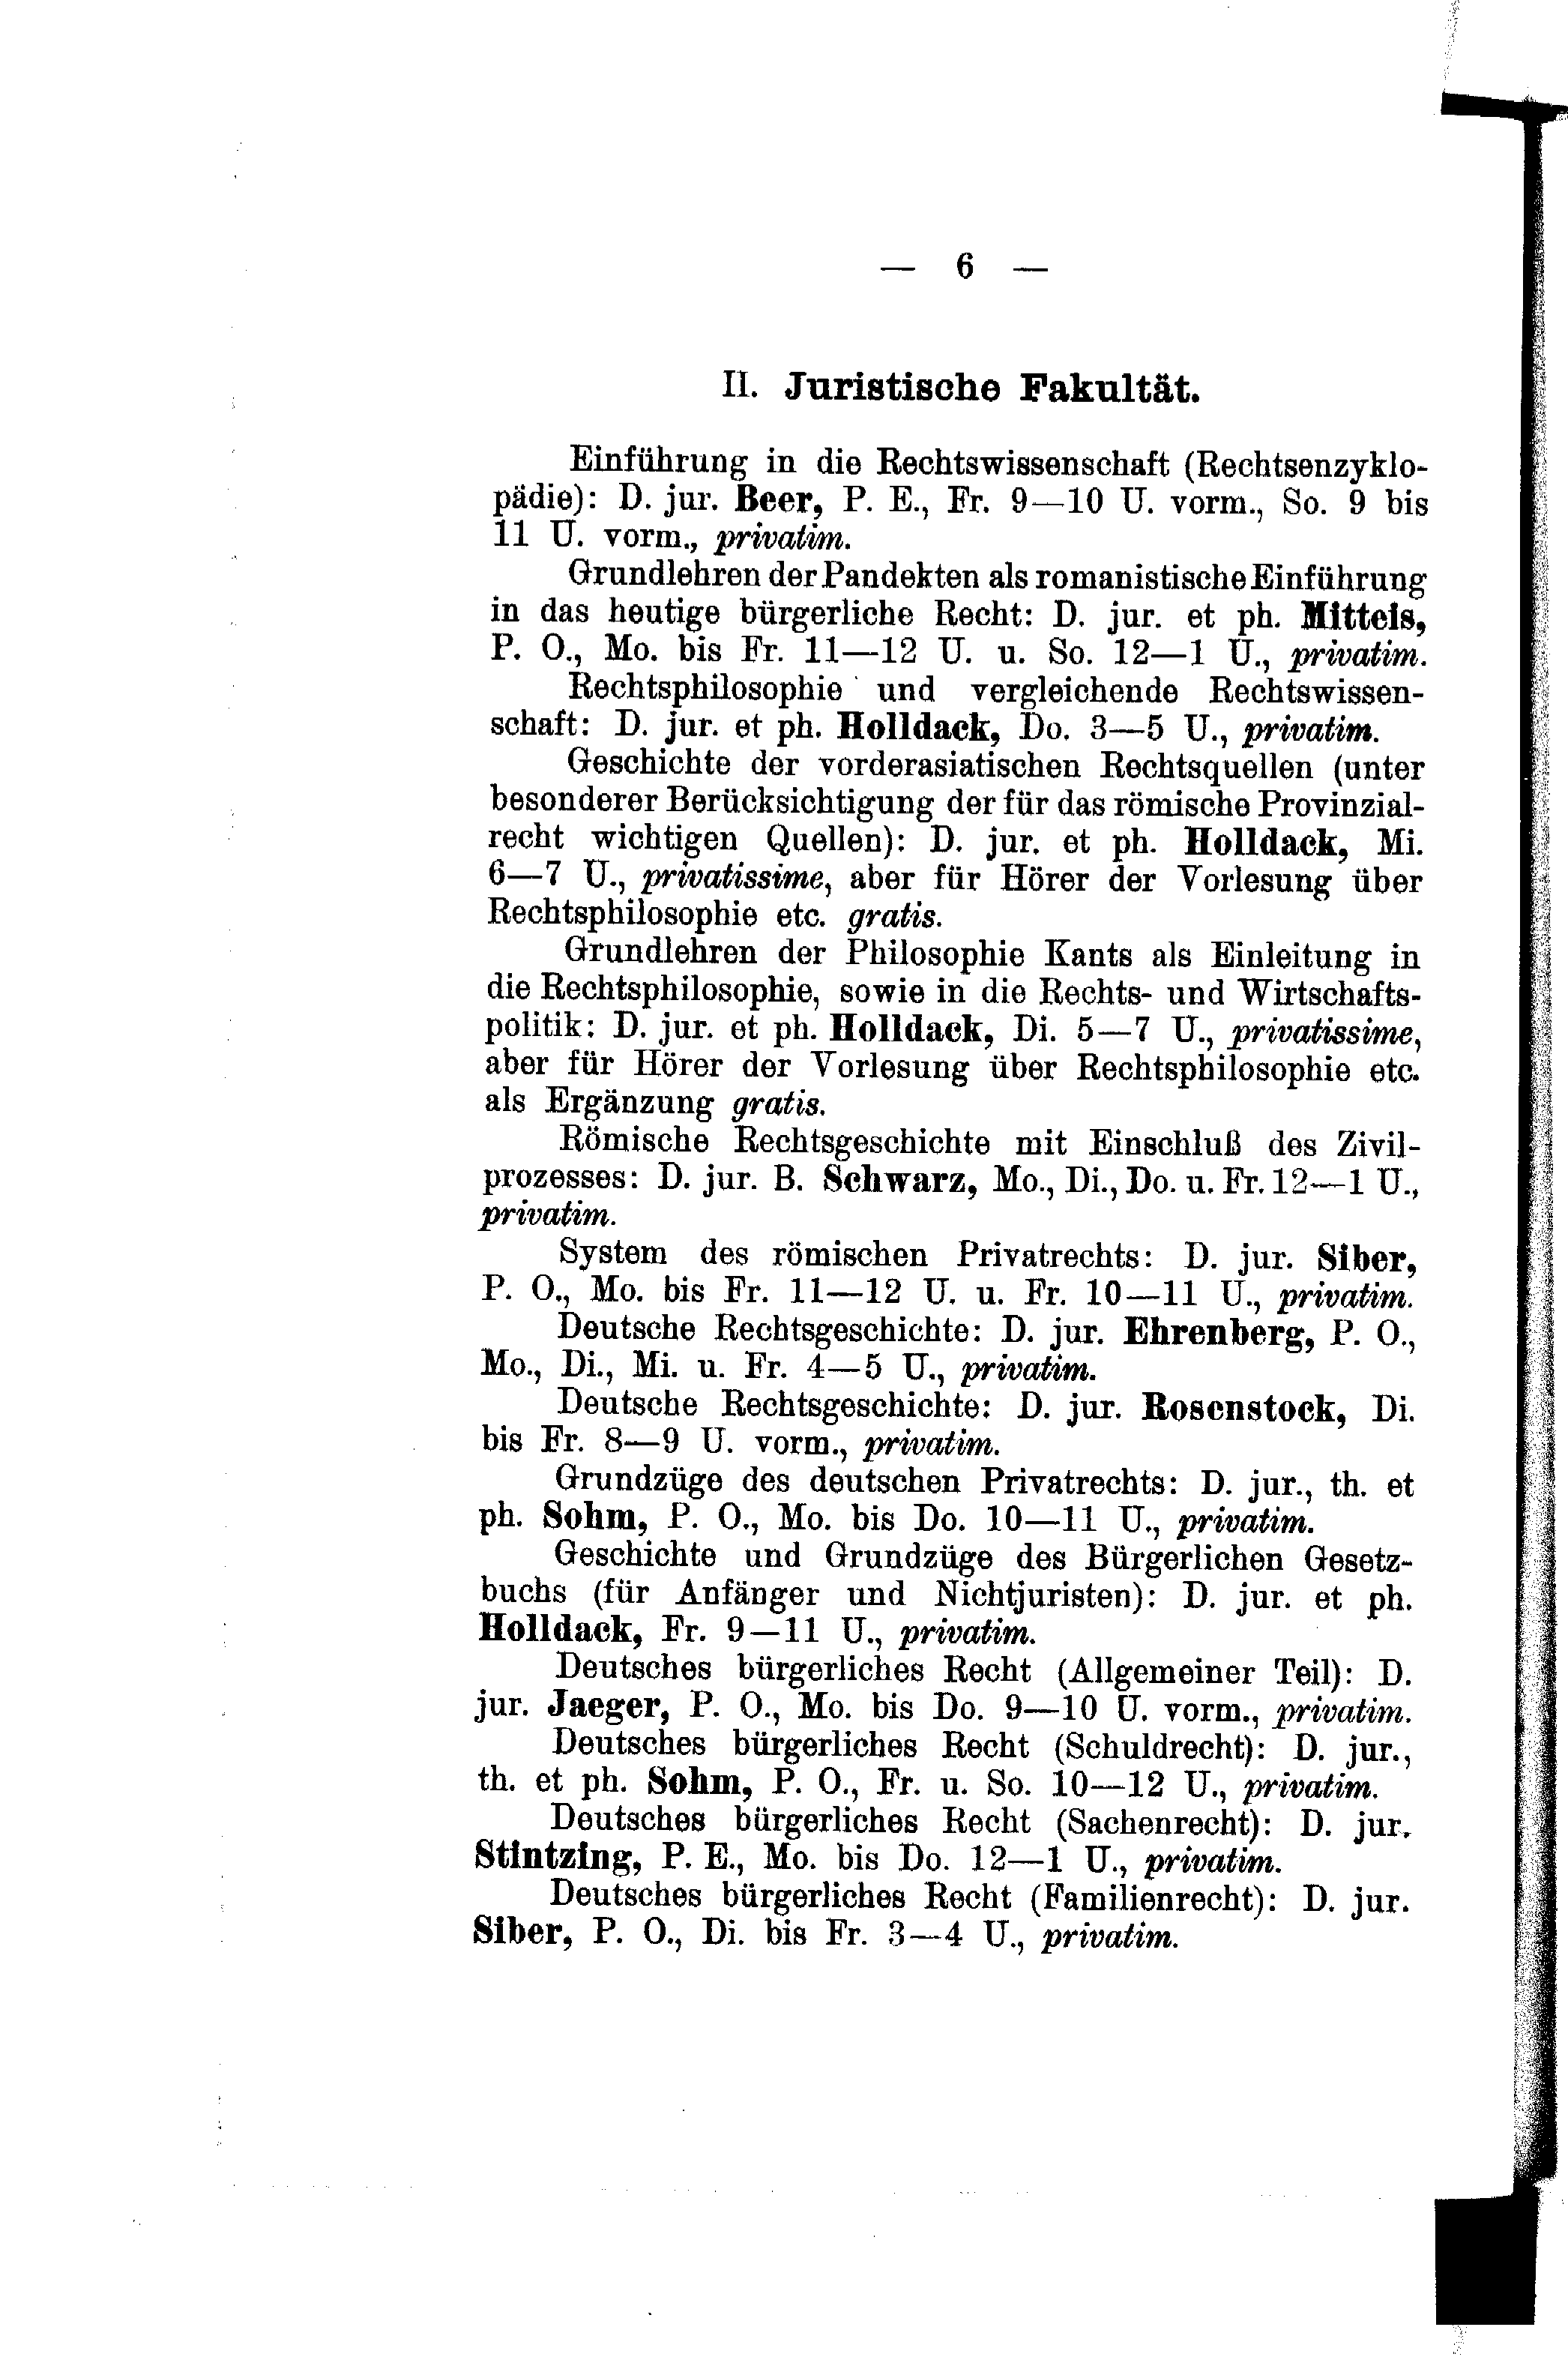 — 6 —
II. Juristische Fakultät.
Einführung in die Rechtswissenschaft (Rechtsenzyklo-
pädie): D. jur. Beer, P. E., Fr. 9—10 U. vorm., So. 9 bis
11 U. vorm., privatim.
Grundlehren der Pandekten als romanistische Einführung
in das heutige bürgerliche Recht: D. jur. et ph. Mitteis,
P. O., Mo. bis Fr. 11—12 U. u. So. 12—1 U., privatim.
Rechtsphilosophie und vergleichende Rechtswissen-
schaft: D. jur. et ph. Holldack, Do. 3—5 U., privatim.
Geschichte der vorderasiatischen Rechtsquellen (unter
besonderer Berücksichtigung der für das römische Provinzial-
recht wichtigen Quellen): D. jur. et ph. Holldack, Mi.
6—7 U., privatissime, aber für Hörer der Vorlesung über
Rechtsphilosophie etc. gratis.
Grundlehren der Philosophie Kants als Einleitung in
die Rechtsphilosophie, sowie in die Rechts- und Wirtschafts-
politik: D. jur. et ph. Holldack, Di. 5—7 U., privatissime,
aber für Hörer der Vorlesung über Rechtsphilosophie etc.
als Ergänzung gratis.
Römische Rechtsgeschichte mit Einschluß des Zivil-
prozesses: D. jur. B. Schwarz, Mo., Di., Do. u. Fr. 12—1 U.,
privatim.
System des römischen Privatrechts: D. jur. Siber,
P. O., Mo. bis Fr. 11—12 U. u. Fr. 10—11 U., privatim.
Deutsche Rechtsgeschichte: D. jur. Ehrenberg, P. O.,
Mo., Di., Mi. u. Fr. 4—5 U., privatim.
Deutsche Rechtsgeschichte: D. jur. Rosenstock, Di.
bis Fr. 8—9 U. vorm., privatim.
Grundzüge des deutschen Privatrechts: D. jur., th. et
ph. Sohm, P. O., Mo. bis Do. 10—11 U., privatim.
Geschichte und Grundzüge des Bürgerlichen Gesetz-
buchs (für Anfänger und Nichtjuristen): D. jur. et ph.
Holldack, Fr. 9—11 U., privatim.
Deutsches bürgerliches Recht (Allgemeiner Teil): D.
jur. Jaeger, P. O., Mo. bis Do. 9—10 U. vorm., privatim.
Deutsches bürgerliches Recht (Schuldrecht): D. jur.,
th. et ph. Sohm, P. O., Fr. u. So. 10—12 U., privatim.
Deutsches bürgerliches Recht (Sachenrecht): D. jur.
Stintzing, P. E., Mo. bis Do. 12—1 U., privatim.
Deutsches bürgerliches Recht (Familienrecht): D. jur.
Siber, P. O., Di. bis Fr. 3—4 U., privatim.